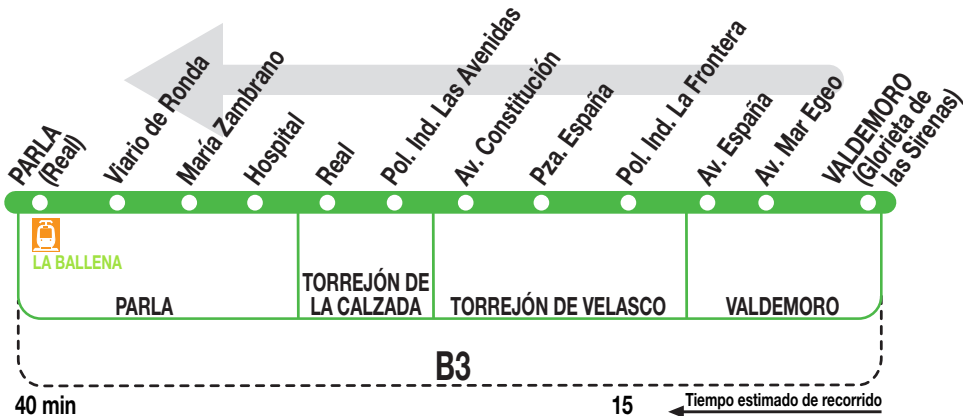 PARLA
(Real)
Viario de Ronda
María Zambrano
Hospital
Real
Pol. Ind. Las Avenidas
Av. Constitución
Pza. España
Pol. Ind. La Frontera
Av. España
Av. Mar Egeo
VALDEMORO
(Glorieta de
las Sirenas)
LA BALLENA
PARLA
TORREJÓN DE
LA CALZADA
TORREJÓN DE VELASCO
VALDEMORO
B3
40 min
15
Tiempo estimado de recorrido